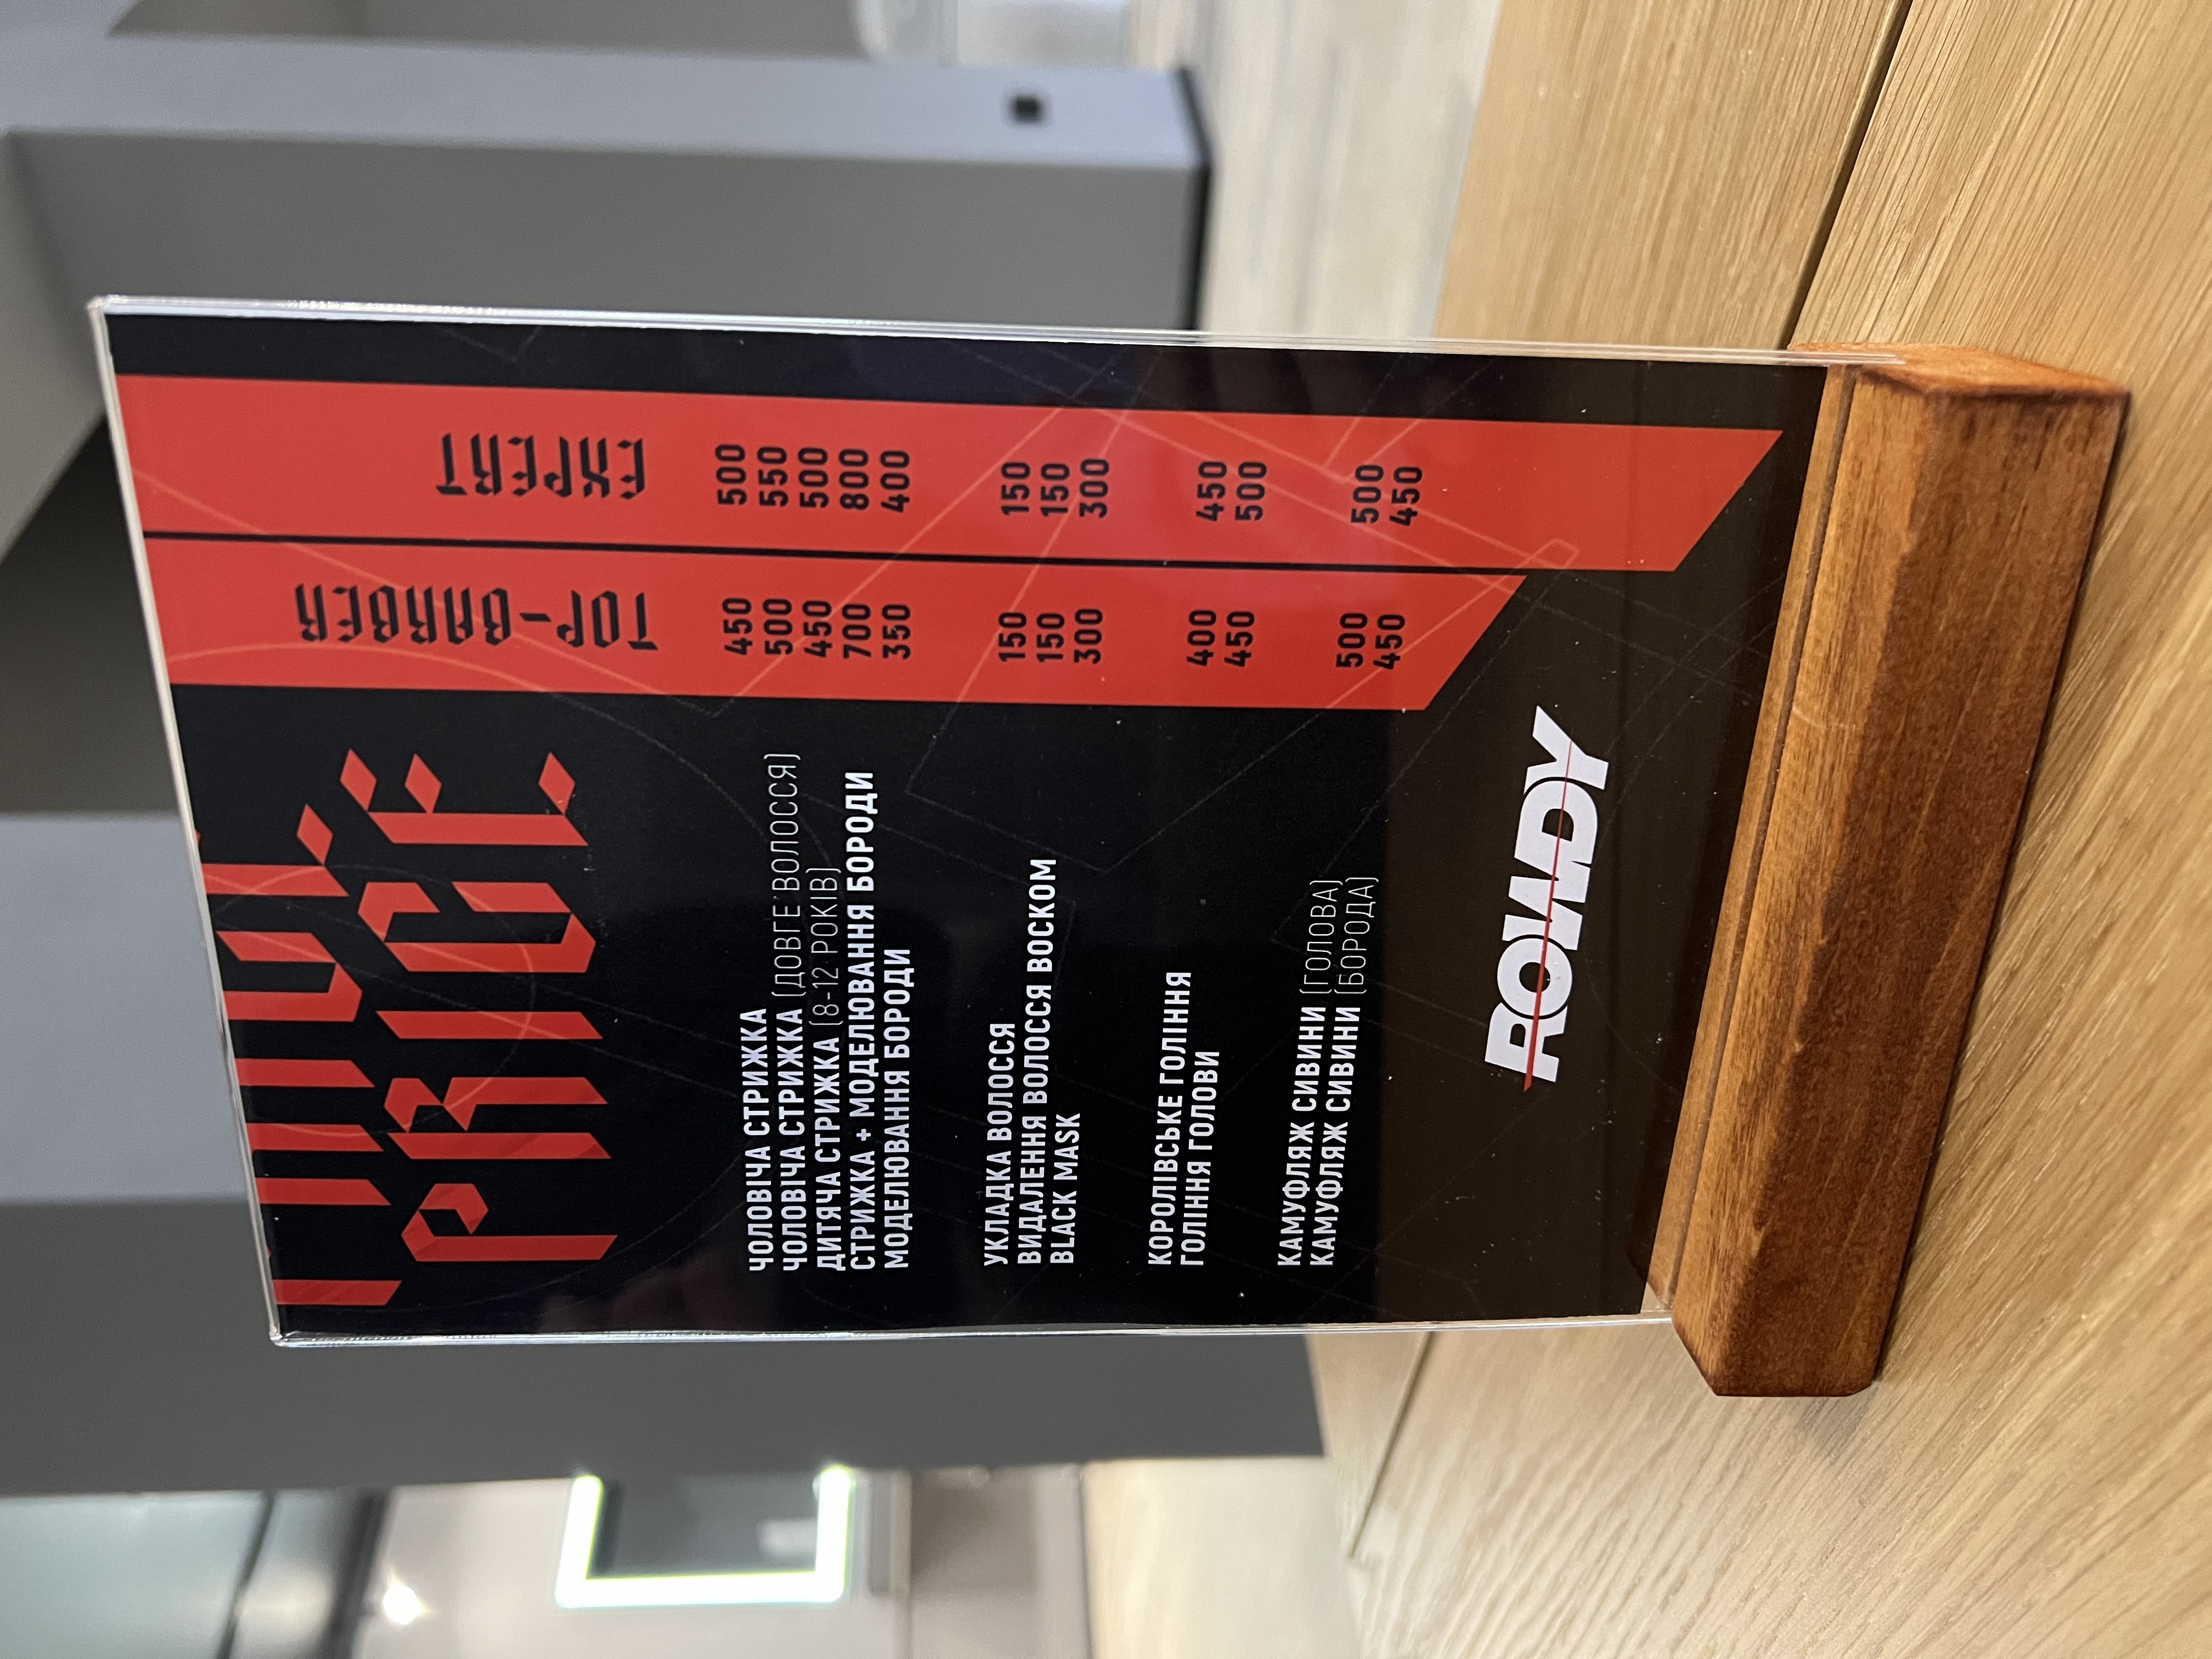 PRICE
PRICE
TOP-BARBER EXPERT
ЧОЛОВІЧА СТРИЖКА 450 500
ЧОЛОВІЧА СТРИЖКА (ДОВГЕ ВОЛОССЯ) 500 550
ДИТЯЧА СТРИЖКА (8-12 РОКІВ) 450 500
СТРИЖКА + МОДЕЛЮВАННЯ БОРОДИ 700 800
МОДЕЛЮВАННЯ БОРОДИ 350 400
УКЛАДКА ВОЛОССЯ 150 150
ВИДАЛЕННЯ ВОЛОССЯ ВОСКОМ 150 150
BLACK MASK 300 300
КОРОЛІВСЬКЕ ГОЛІННЯ 400 450
ГОЛІННЯ ГОЛОВИ 450 500
КАМУФЛЯЖ СИВИНИ (ГОЛОВА) 500 500
КАМУФЛЯЖ СИВИНИ (БОРОДА) 450 450
ROWDY